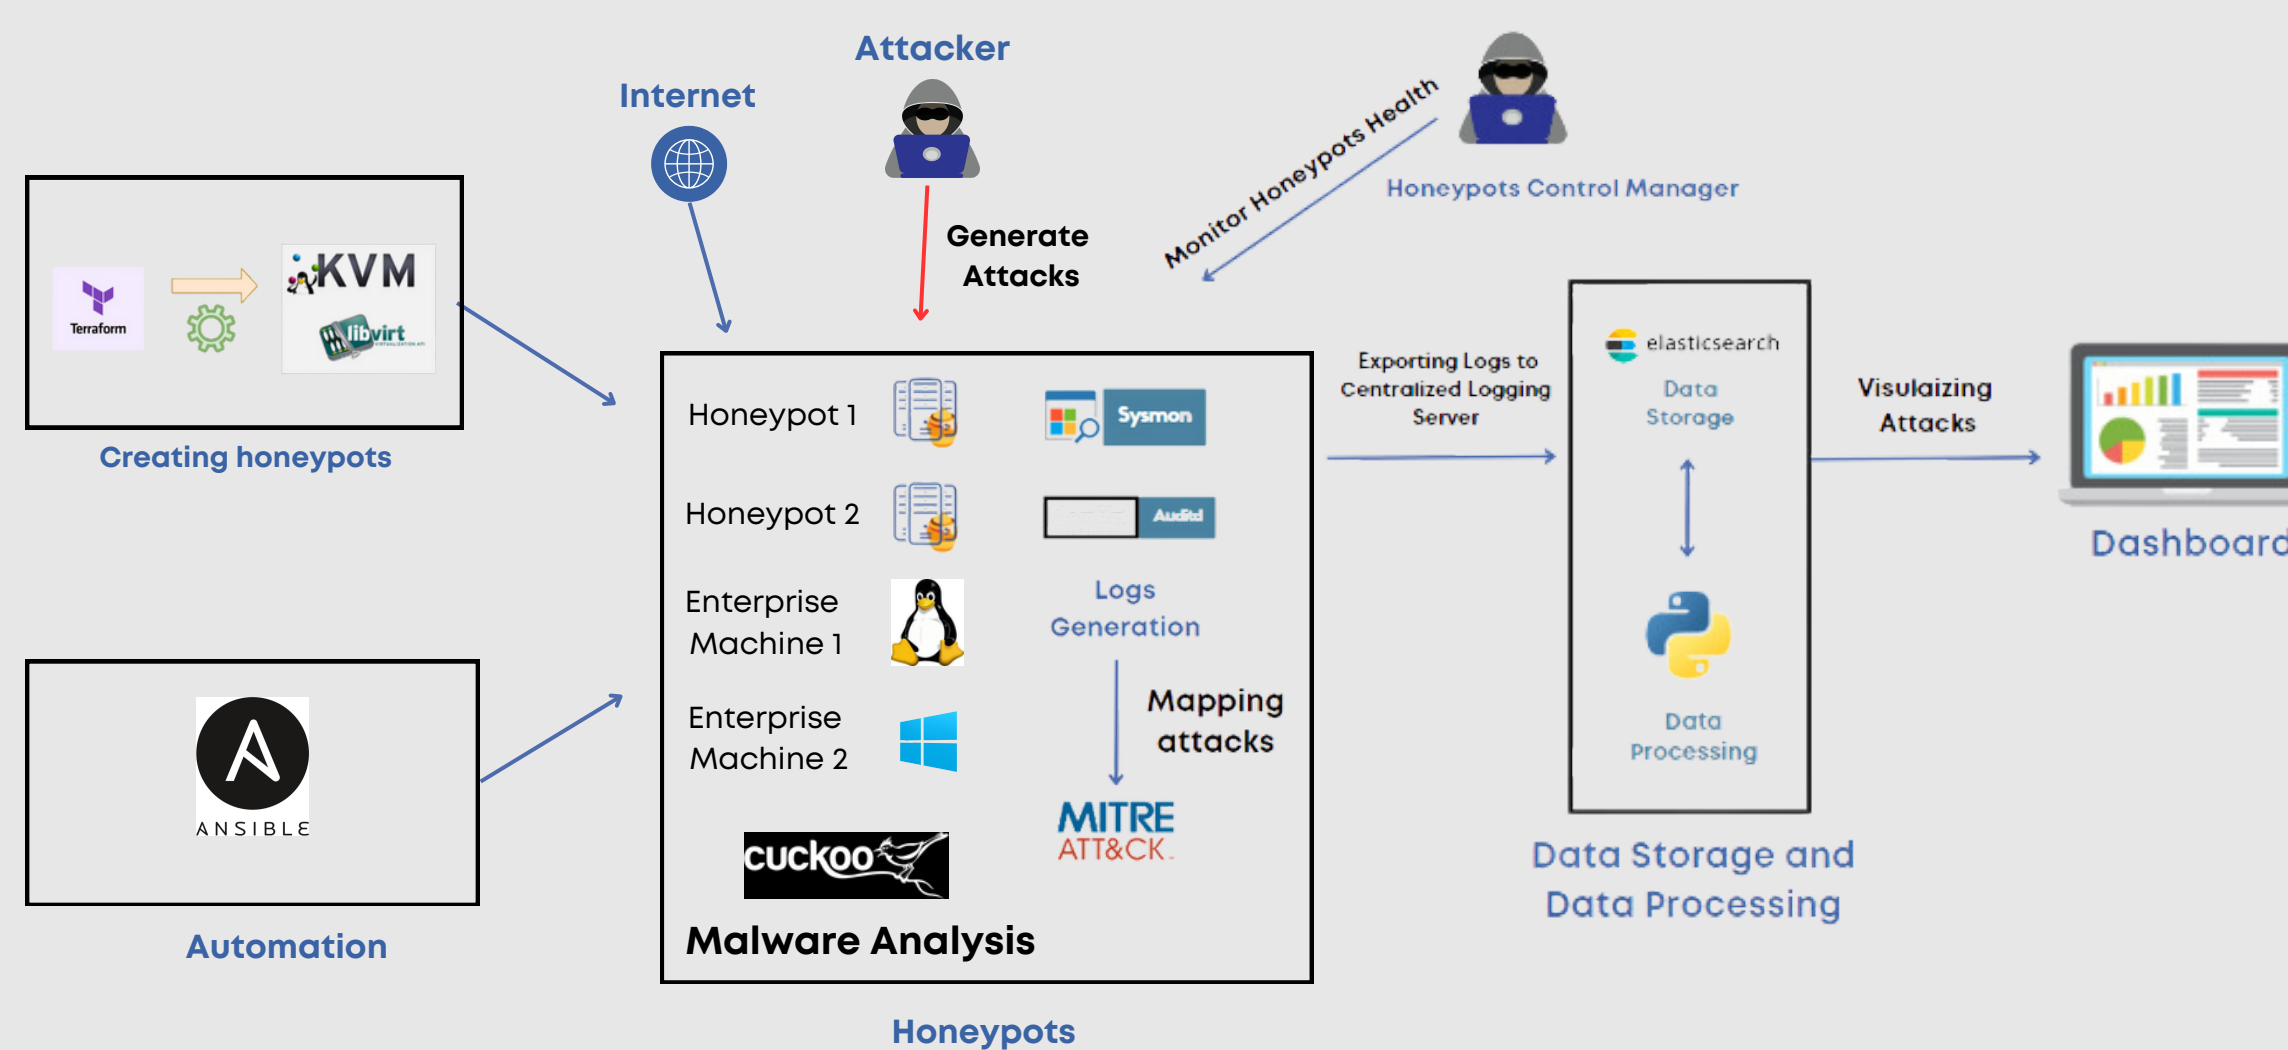 Attacker
Internet
Generate
Attacks
Monitor Honeypots Health
Honeypots Control Manager
Terraform
KVM
libvirt
VIRTUALIZATION API
Creating honeypots
ANSIBLE
Automation
Honeypot 1
Sysmon
Honeypot 2
Auditd
Enterprise
Machine 1
Logs
Generation
Enterprise
Machine 2
Mapping
attacks
MITRE
ATT&CK
cuckoo
Malware Analysis
Honeypots
Exporting Logs to
Centralized Logging
Server
elasticsearch
Data
Storage
Data
Processing
Data Storage and
Data Processing
Visulaizing
Attacks
Dashboard